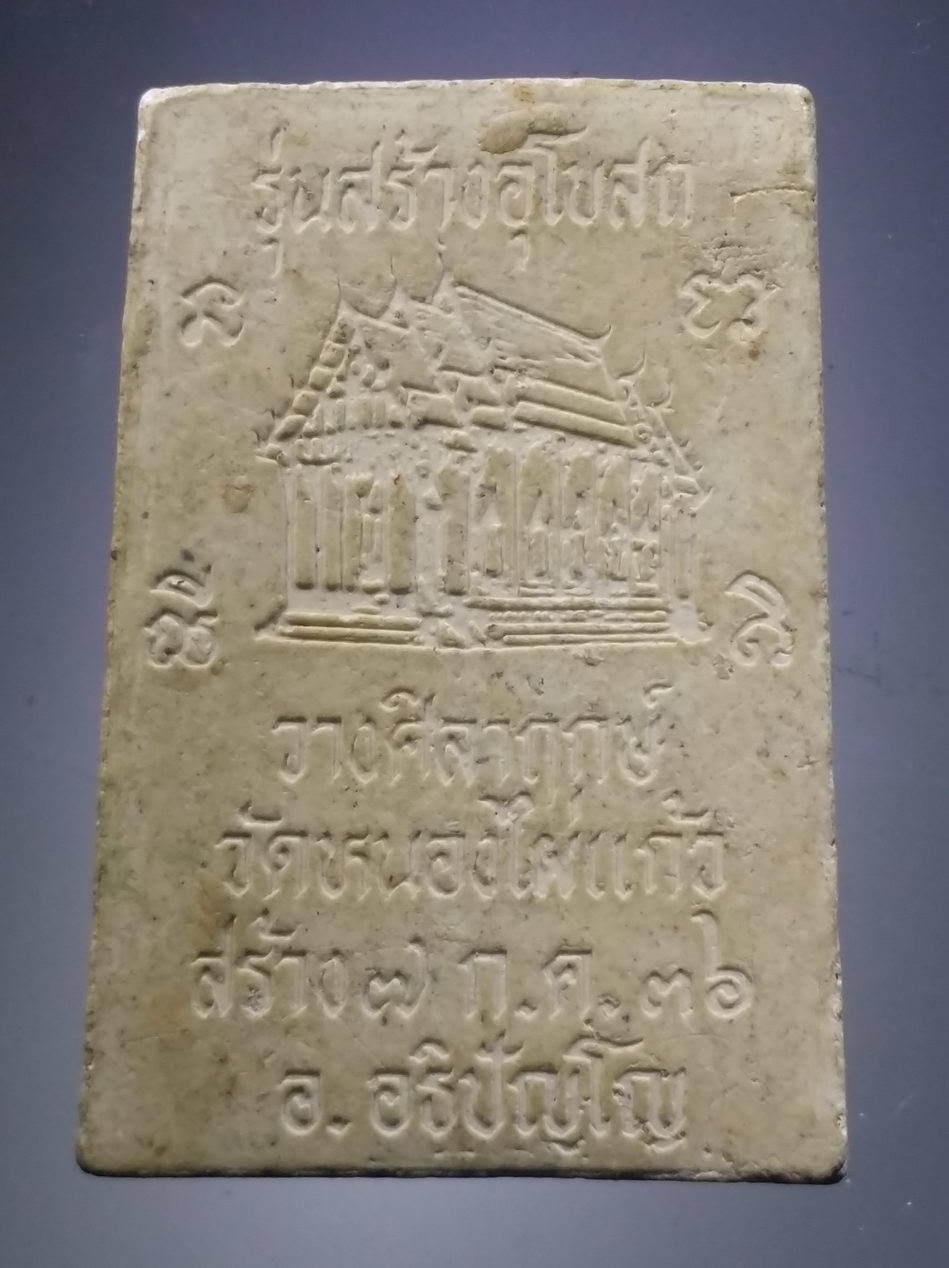 รุ่นสร้างอุโบสถ
วางศิลาฤกษ์
วัดหนองไผ่แก้ว
สร้าง ๗ ก.ค. ๓๖
อ. อธิปัญโญ